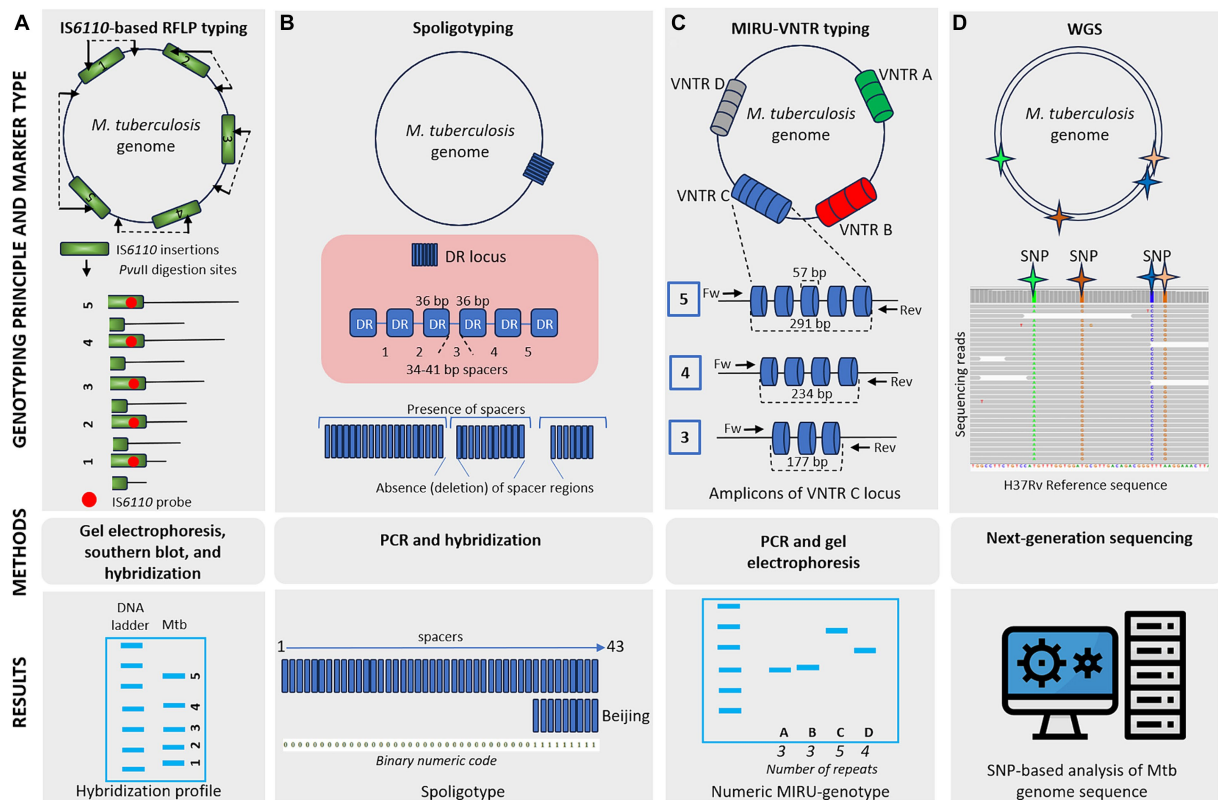 A
IS6110-based RFLP typing
B
Spoligotyping
C
MIRU-VNTR typing
D
WGS
GENOTYPING PRINCIPLE AND MARKER TYPE
METHODS
RESULTS
1
2
3
4
5
M. tuberculosis
genome
IS6110 insertions
PvuII digestion sites
5
4
3
2
1
IS6110 probe
M. tuberculosis
genome
DR locus
36 bp
36 bp
DR
DR
DR
DR
DR
DR
1
2
3
4
5
34-41 bp spacers
Presence of spacers
Absence (deletion) of spacer regions
VNTR D
VNTR A
M. tuberculosis
genome
VNTR C
VNTR B
57 bp
5
Fw
Rev
291 bp
4
Fw
Rev
234 bp
3
Fw
Rev
177 bp
Amplicons of VNTR C locus
M. tuberculosis
genome
SNP
SNP
SNP
Sequencing reads
H37Rv Reference sequence
Gel electrophoresis,
southern blot, and
hybridization
PCR and hybridization
PCR and gel
electrophoresis
Next-generation sequencing
DNA
ladder
Mtb
5
4
3
2
1
Hybridization profile
spacers
1
43
Beijing
0000000000000000000000000000000000111111111
Binary numeric code
Spoligotype
A B C D
3 3 5 4
Number of repeats
Numeric MIRU-genotype
SNP-based analysis of Mtb
genome sequence